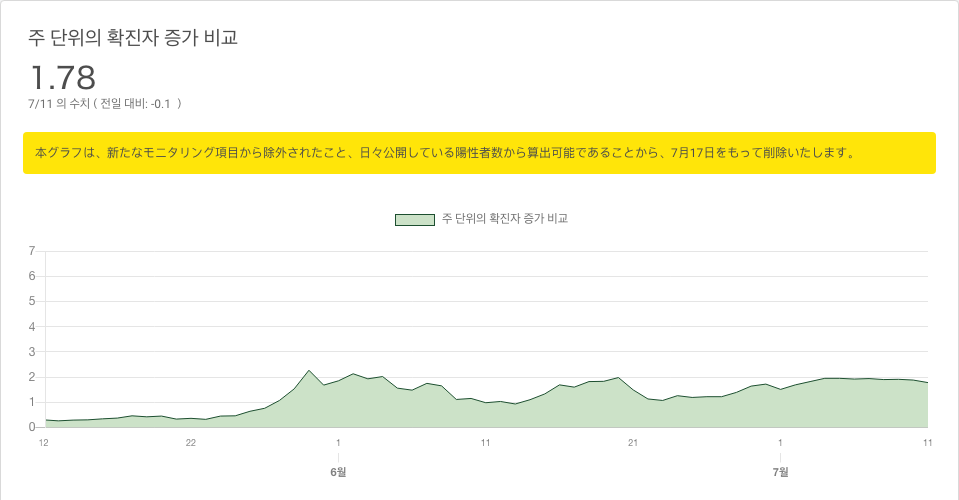 주 단위의 확진자 증가 비교
1.78
7/11 의 수치 ( 전일 대비: -0.1 )
本グラフは、新たなモニタリング項目から除外されたこと、日々公開している陽性者数から算出可能であることから、7月17日をもって削除いたします。
주 단위의 확진자 증가 비교
7
6
5
4
3
2
1
0
12 22 1 11 21 1 11
6월 7월